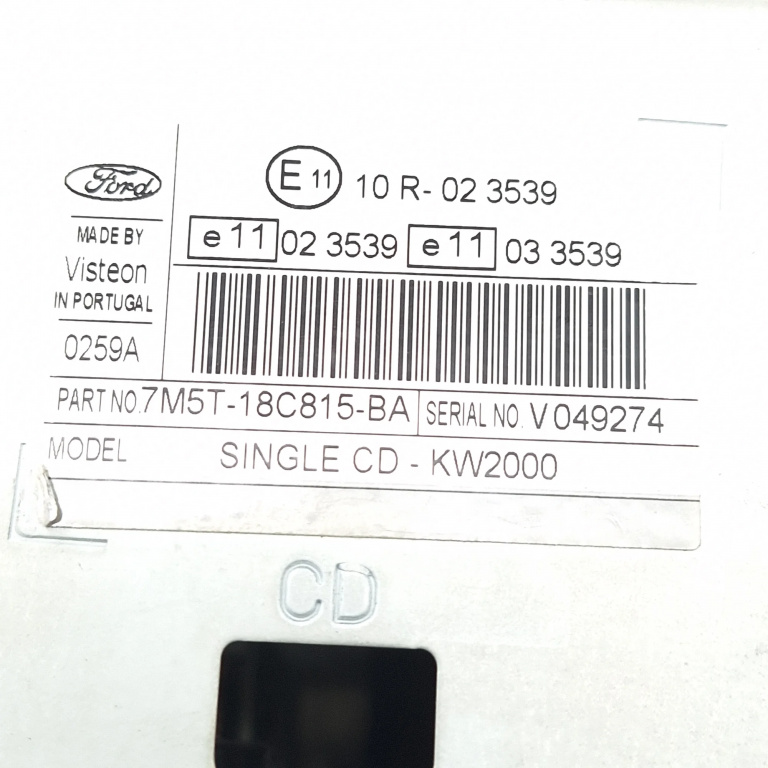 Ford
MADE BY
Visteon
IN PORTUGAL
0259A
E 11 10 R- 02 3539
e 11 02 3539 e 11 03 3539
PART NO. 7M5T-18C815-BA SERIAL NO. V049274
MODEL SINGLE CD - KW2000
CD